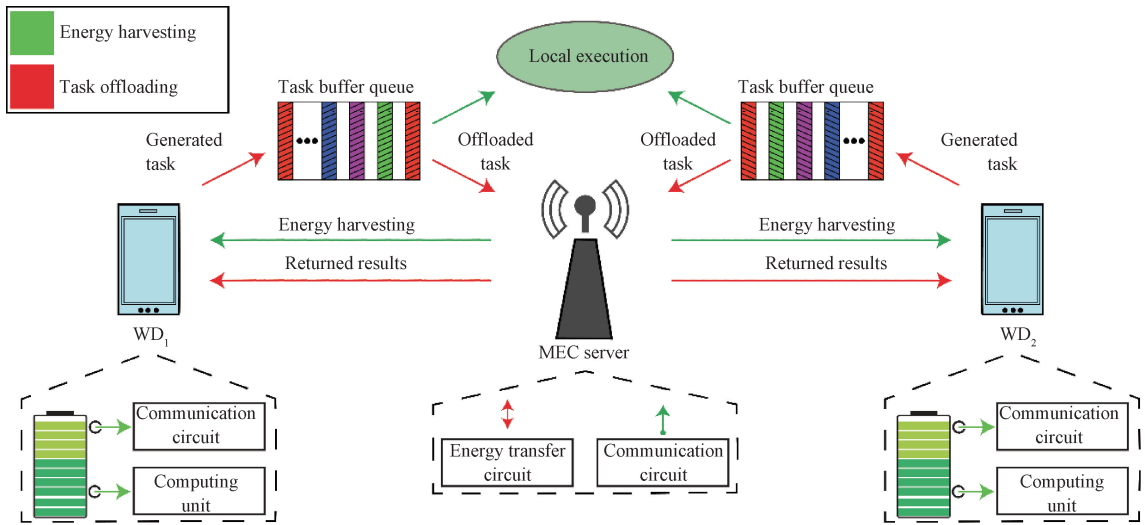 Energy harvesting
Task offloading
Local execution
Task buffer queue
Task buffer queue
Generated
task
Offloaded
task
Offloaded
task
Generated
task
Energy harvesting
Energy harvesting
Returned results
Returned results
WD₁
MEC server
WD₂
Communication
circuit
Computing
unit
Energy transfer
circuit
Communication
circuit
Communication
circuit
Computing
unit